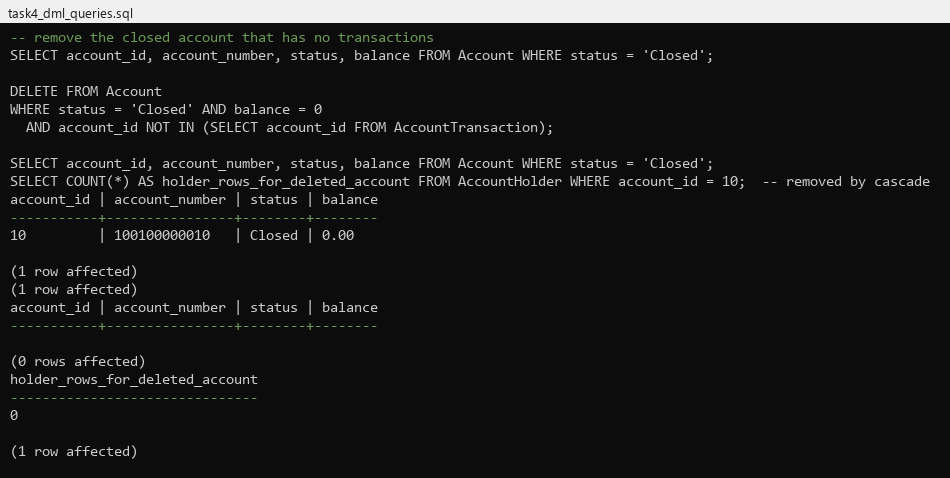 task4_dml_queries.sql
-- remove the closed account that has no transactions
SELECT account_id, account_number, status, balance FROM Account WHERE status = 'Closed';

DELETE FROM Account
WHERE status = 'Closed' AND balance = 0
  AND account_id NOT IN (SELECT account_id FROM AccountTransaction);

SELECT account_id, account_number, status, balance FROM Account WHERE status = 'Closed';
SELECT COUNT(*) AS holder_rows_for_deleted_account FROM AccountHolder WHERE account_id = 10;  -- removed by cascade
account_id | account_number | status | balance
-----------+----------------+--------+--------
10         | 100100000010   | Closed | 0.00

(1 row affected)
(1 row affected)
account_id | account_number | status | balance
-----------+----------------+--------+--------

(0 rows affected)
holder_rows_for_deleted_account
-------------------------------
0

(1 row affected)